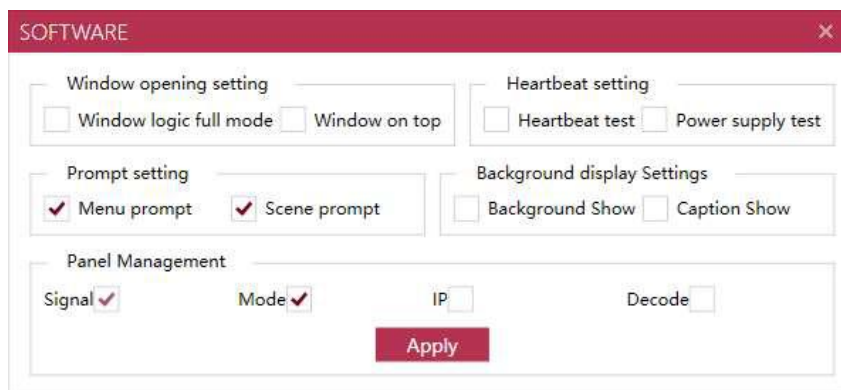 SOFTWARE
Window opening setting
Window logic full mode Window on top
Heartbeat setting
Heartbeat test Power supply test
Prompt setting
Menu prompt Scene prompt
Background display Settings
Background Show Caption Show
Panel Management
Signal Mode IP Decode
Apply